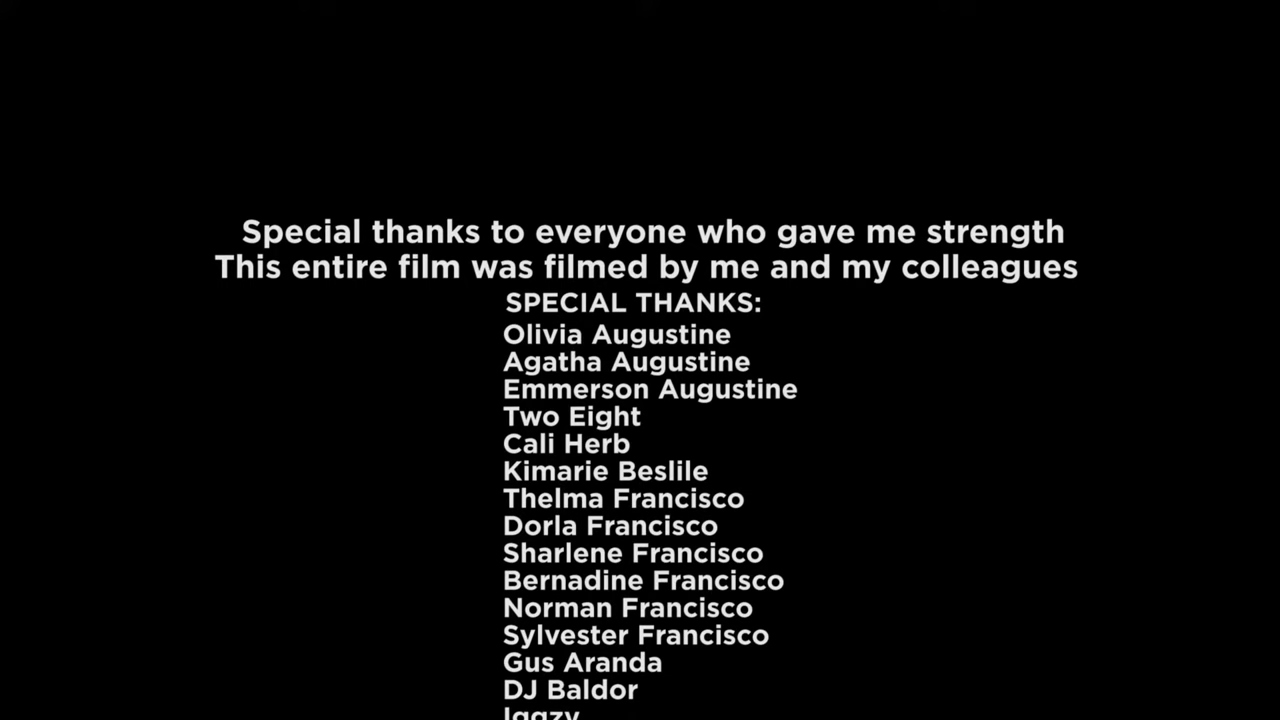 Special thanks to everyone who gave me strength
This entire film was filmed by me and my colleagues
SPECIAL THANKS:
Olivia Augustine
Agatha Augustine
Emmerson Augustine
Two Eight
Cali Herb
Kimarie Beslile
Thelma Francisco
Dorla Francisco
Sharlene Francisco
Bernadine Francisco
Norman Francisco
Sylvester Francisco
Gus Aranda
DJ Baldor